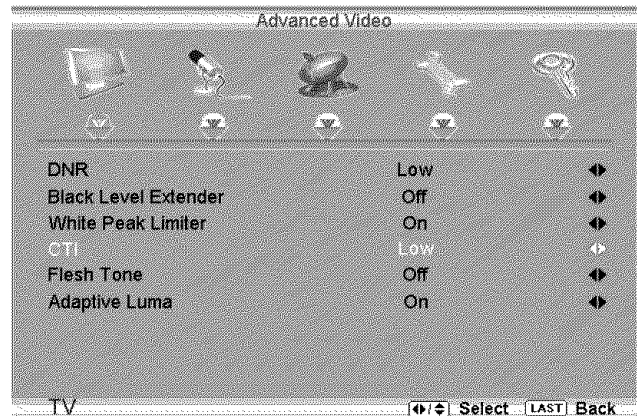 Advanced Video
DNR Low
Black Level Extender Off
White Peak Limiter On
CTI Low
Flesh Tone Off
Adaptive Luma On
TV Select LAST Back